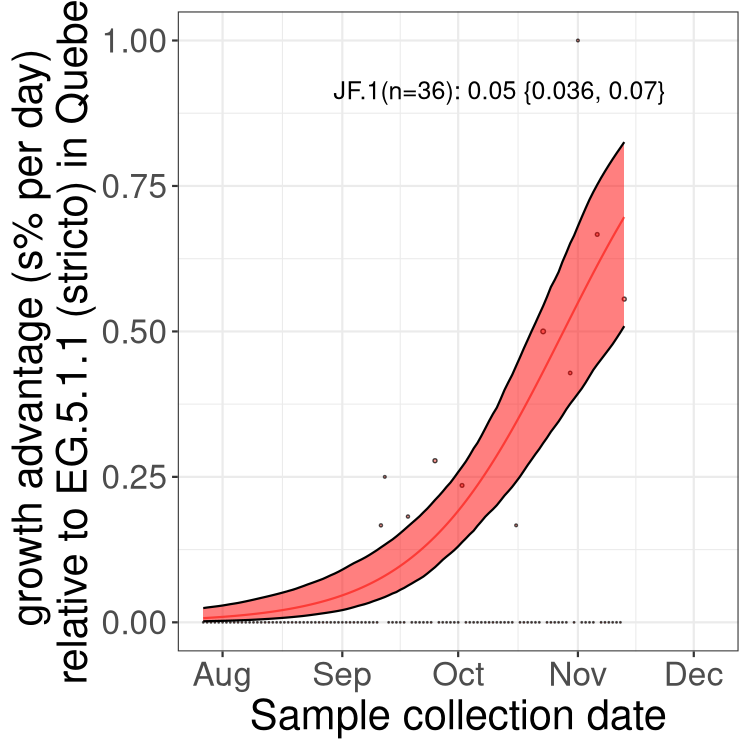 growth advantage (s% per day)
relative to EG.5.1.1 (stricto) in Quebe
1.00
0.75
0.50
0.25
0.00
JF.1(n=36): 0.05 {0.036, 0.07}
Aug Sep Oct Nov Dec
Sample collection date